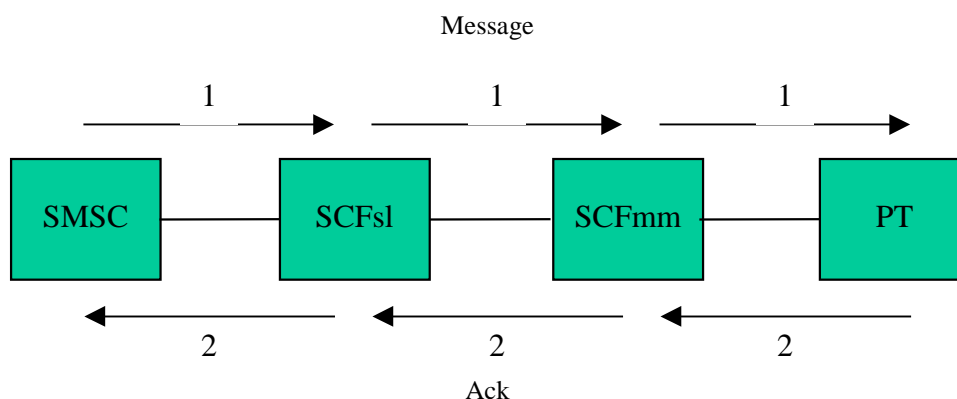 Message
1 1 1
SMSC SCFsl SCFmm PT
2 2 2
Ack